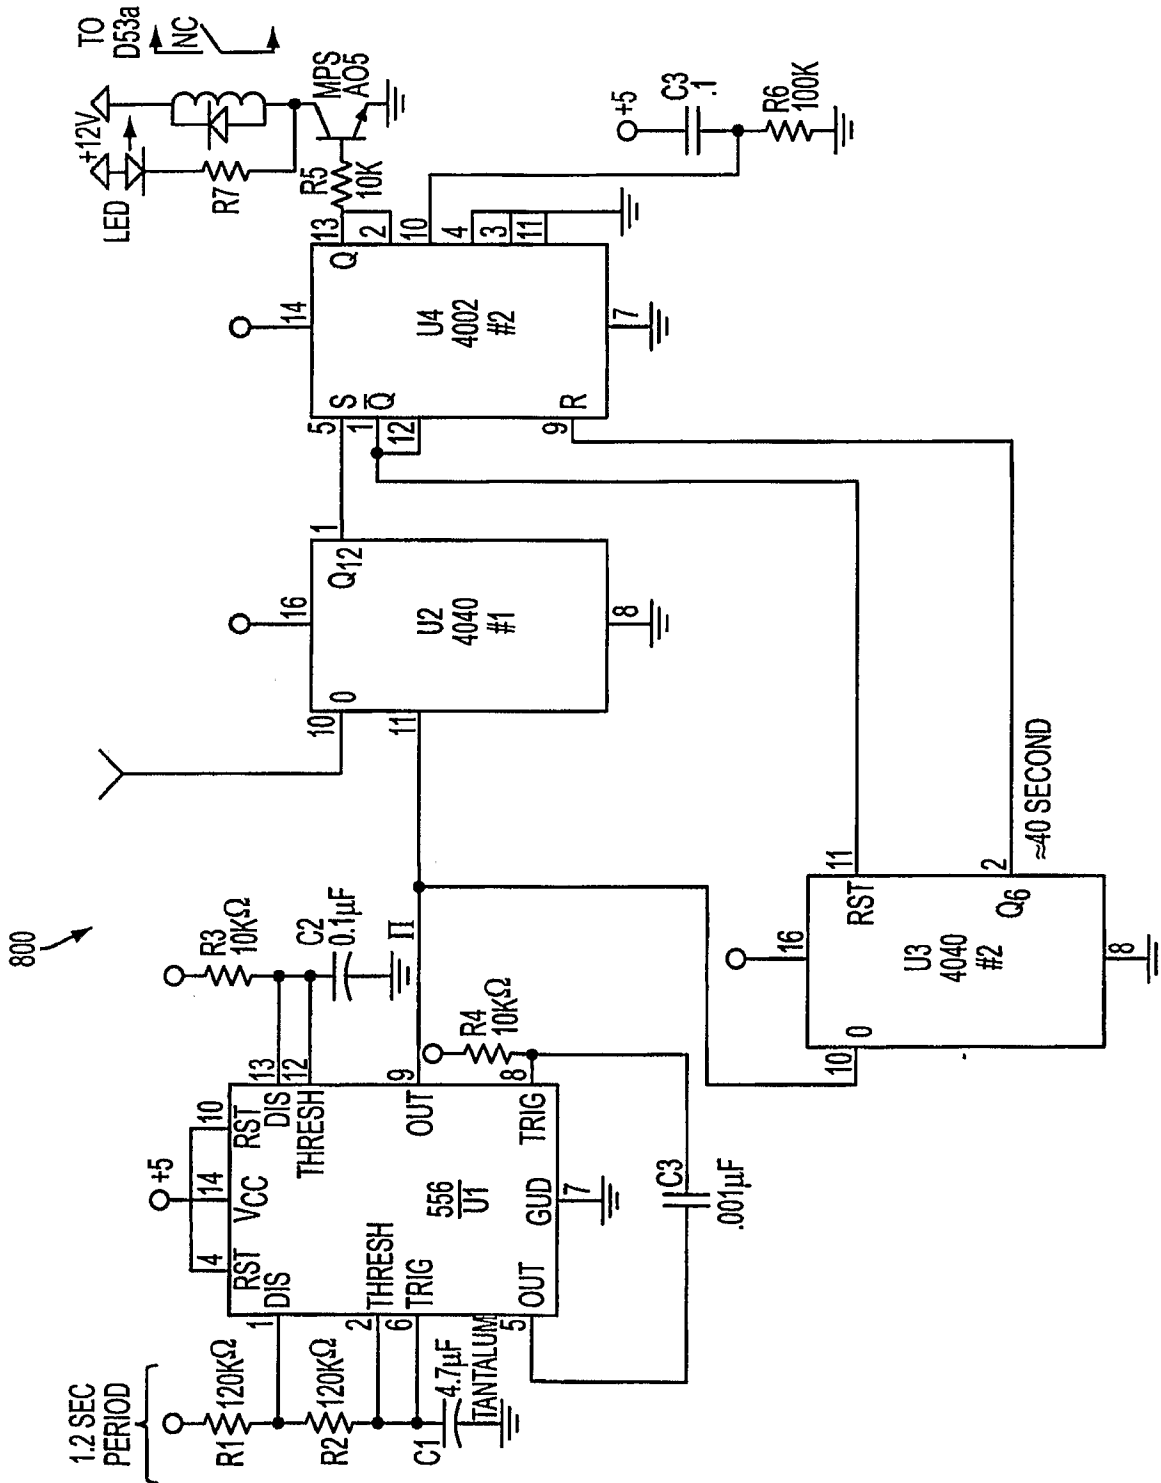 800
1.2 SEC
PERIOD
R1
120KΩ
R2
120KΩ
C1
4.7µF
TANTALUM
1
2
6
5
DIS
THRESH
TRIG
OUT
4
14
10
RST
VCC
RST
+5
556
U1
GUD
7
DIS
THRESH
OUT
TRIG
13
12
9
8
R3
10KΩ
C2
0.1µF
Π
R4
10KΩ
C3
.001µF
10
0
11
16
U2
4040
#1
8
Q12
1
10
0
16
U3
4040
#2
8
RST
11
Q6
2
≈40 SECOND
5
S
1
Q
12
9
R
14
U4
4002
#2
7
Q
13
2
10
4
3
11
R5
10K
R7
LED
+12V
MPS
AO5
TO
D53a
NC
+5
C3
.1
R6
100K